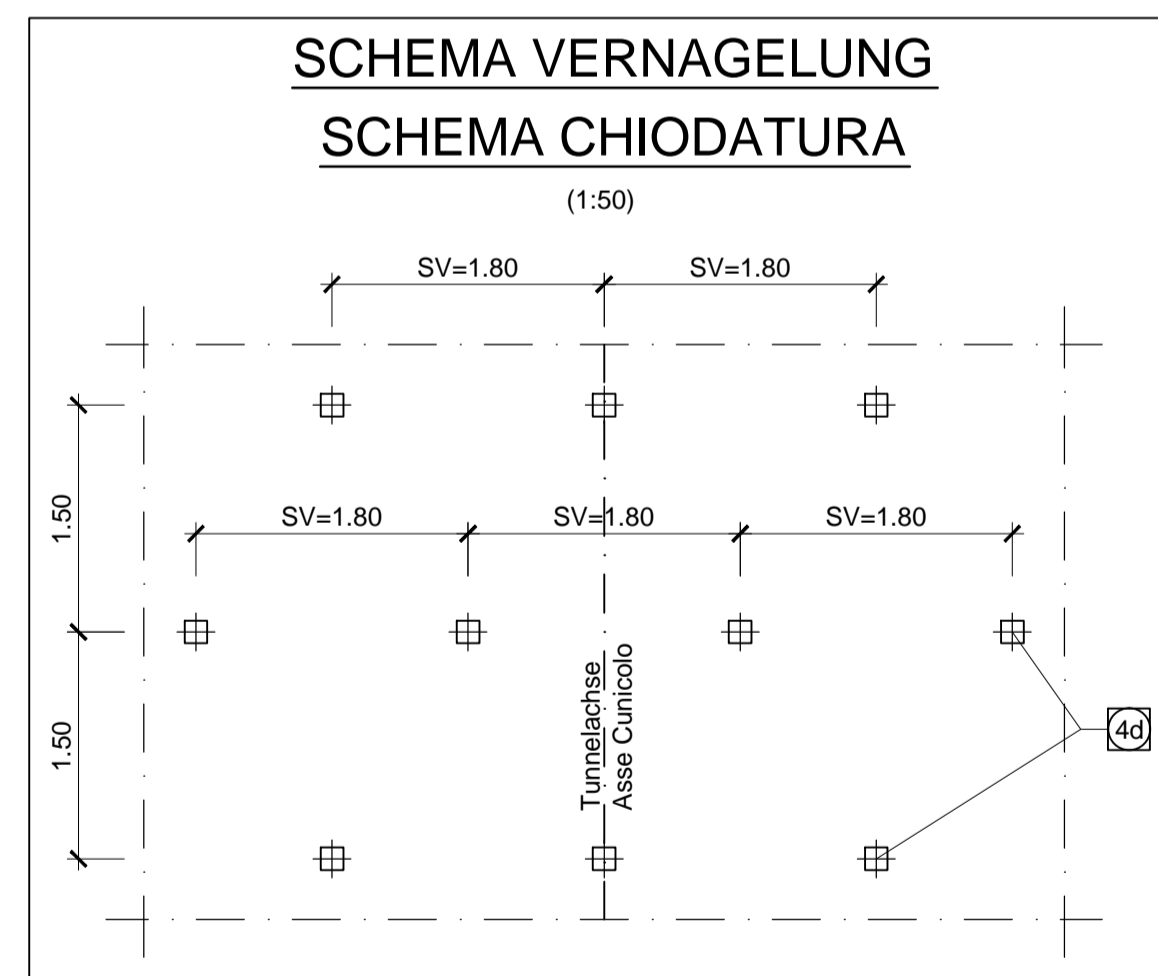 SCHEMA VERNAGELUNG
SCHEMA CHIODATURA
(1:50)
SV=1.80
SV=1.80
1.50
SV=1.80
SV=1.80
SV=1.80
1.50
Tunnelachse
Asse Cunicolo
4d